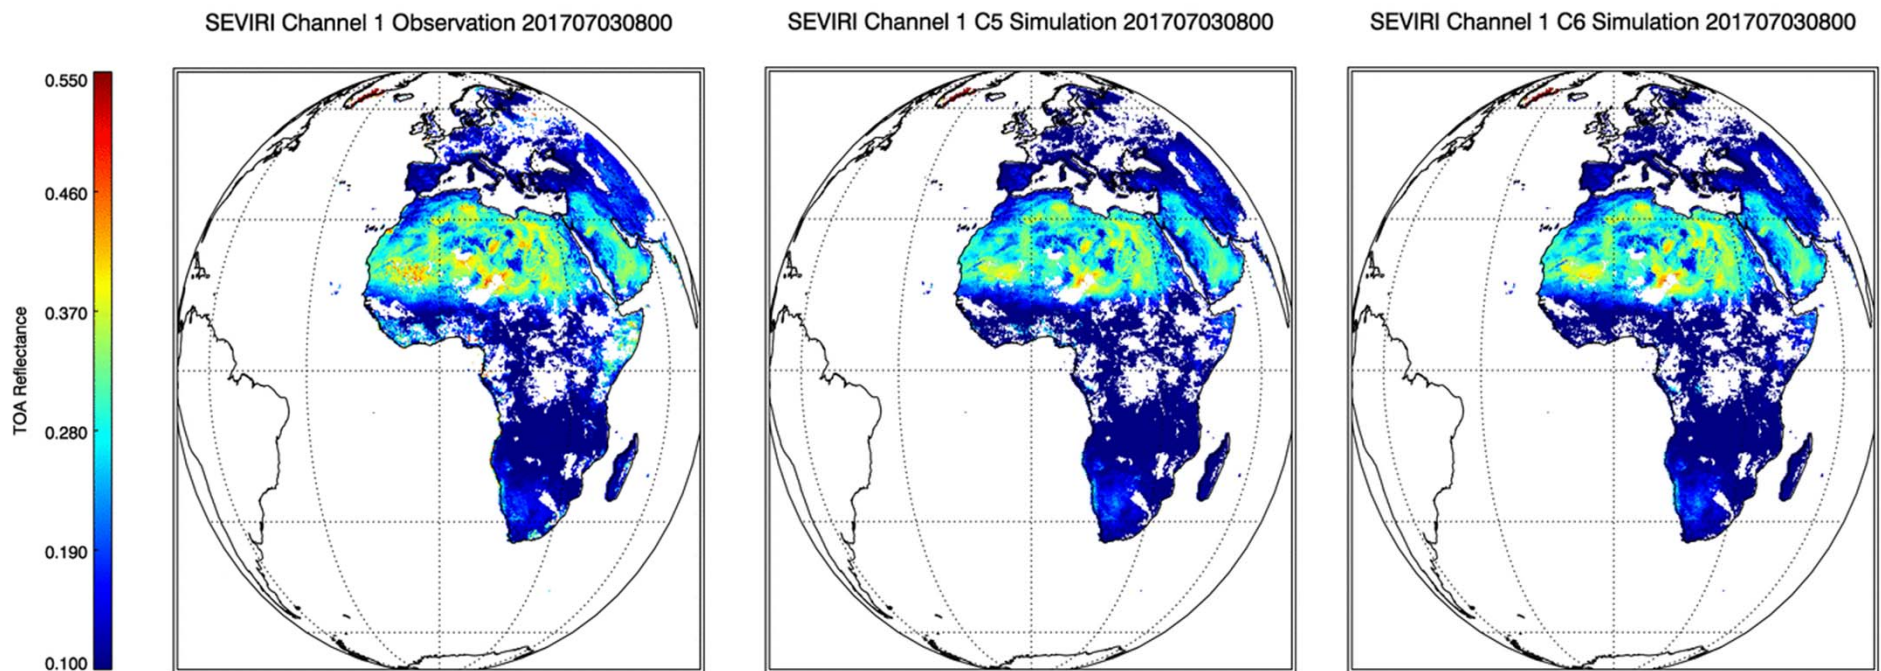 SEVIRI Channel 1 Observation 201707030800
SEVIRI Channel 1 C5 Simulation 201707030800
SEVIRI Channel 1 C6 Simulation 201707030800
0.550
0.460
0.370
0.280
0.190
0.100
TOA Reflectance